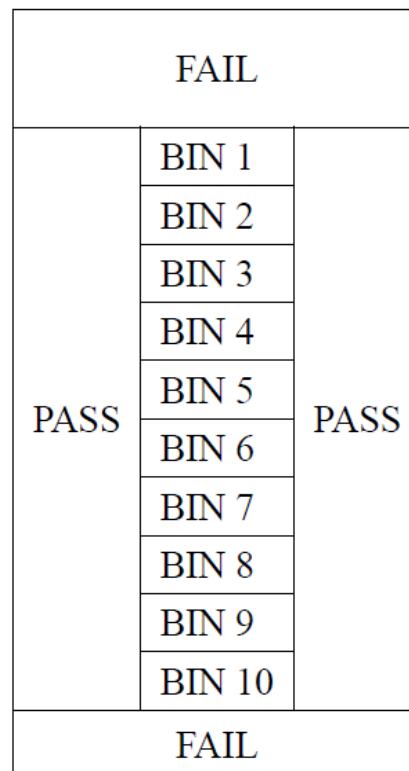 FAIL
BIN 1
BIN 2
BIN 3
BIN 4
BIN 5
PASS
PASS
BIN 6
BIN 7
BIN 8
BIN 9
BIN 10
FAIL